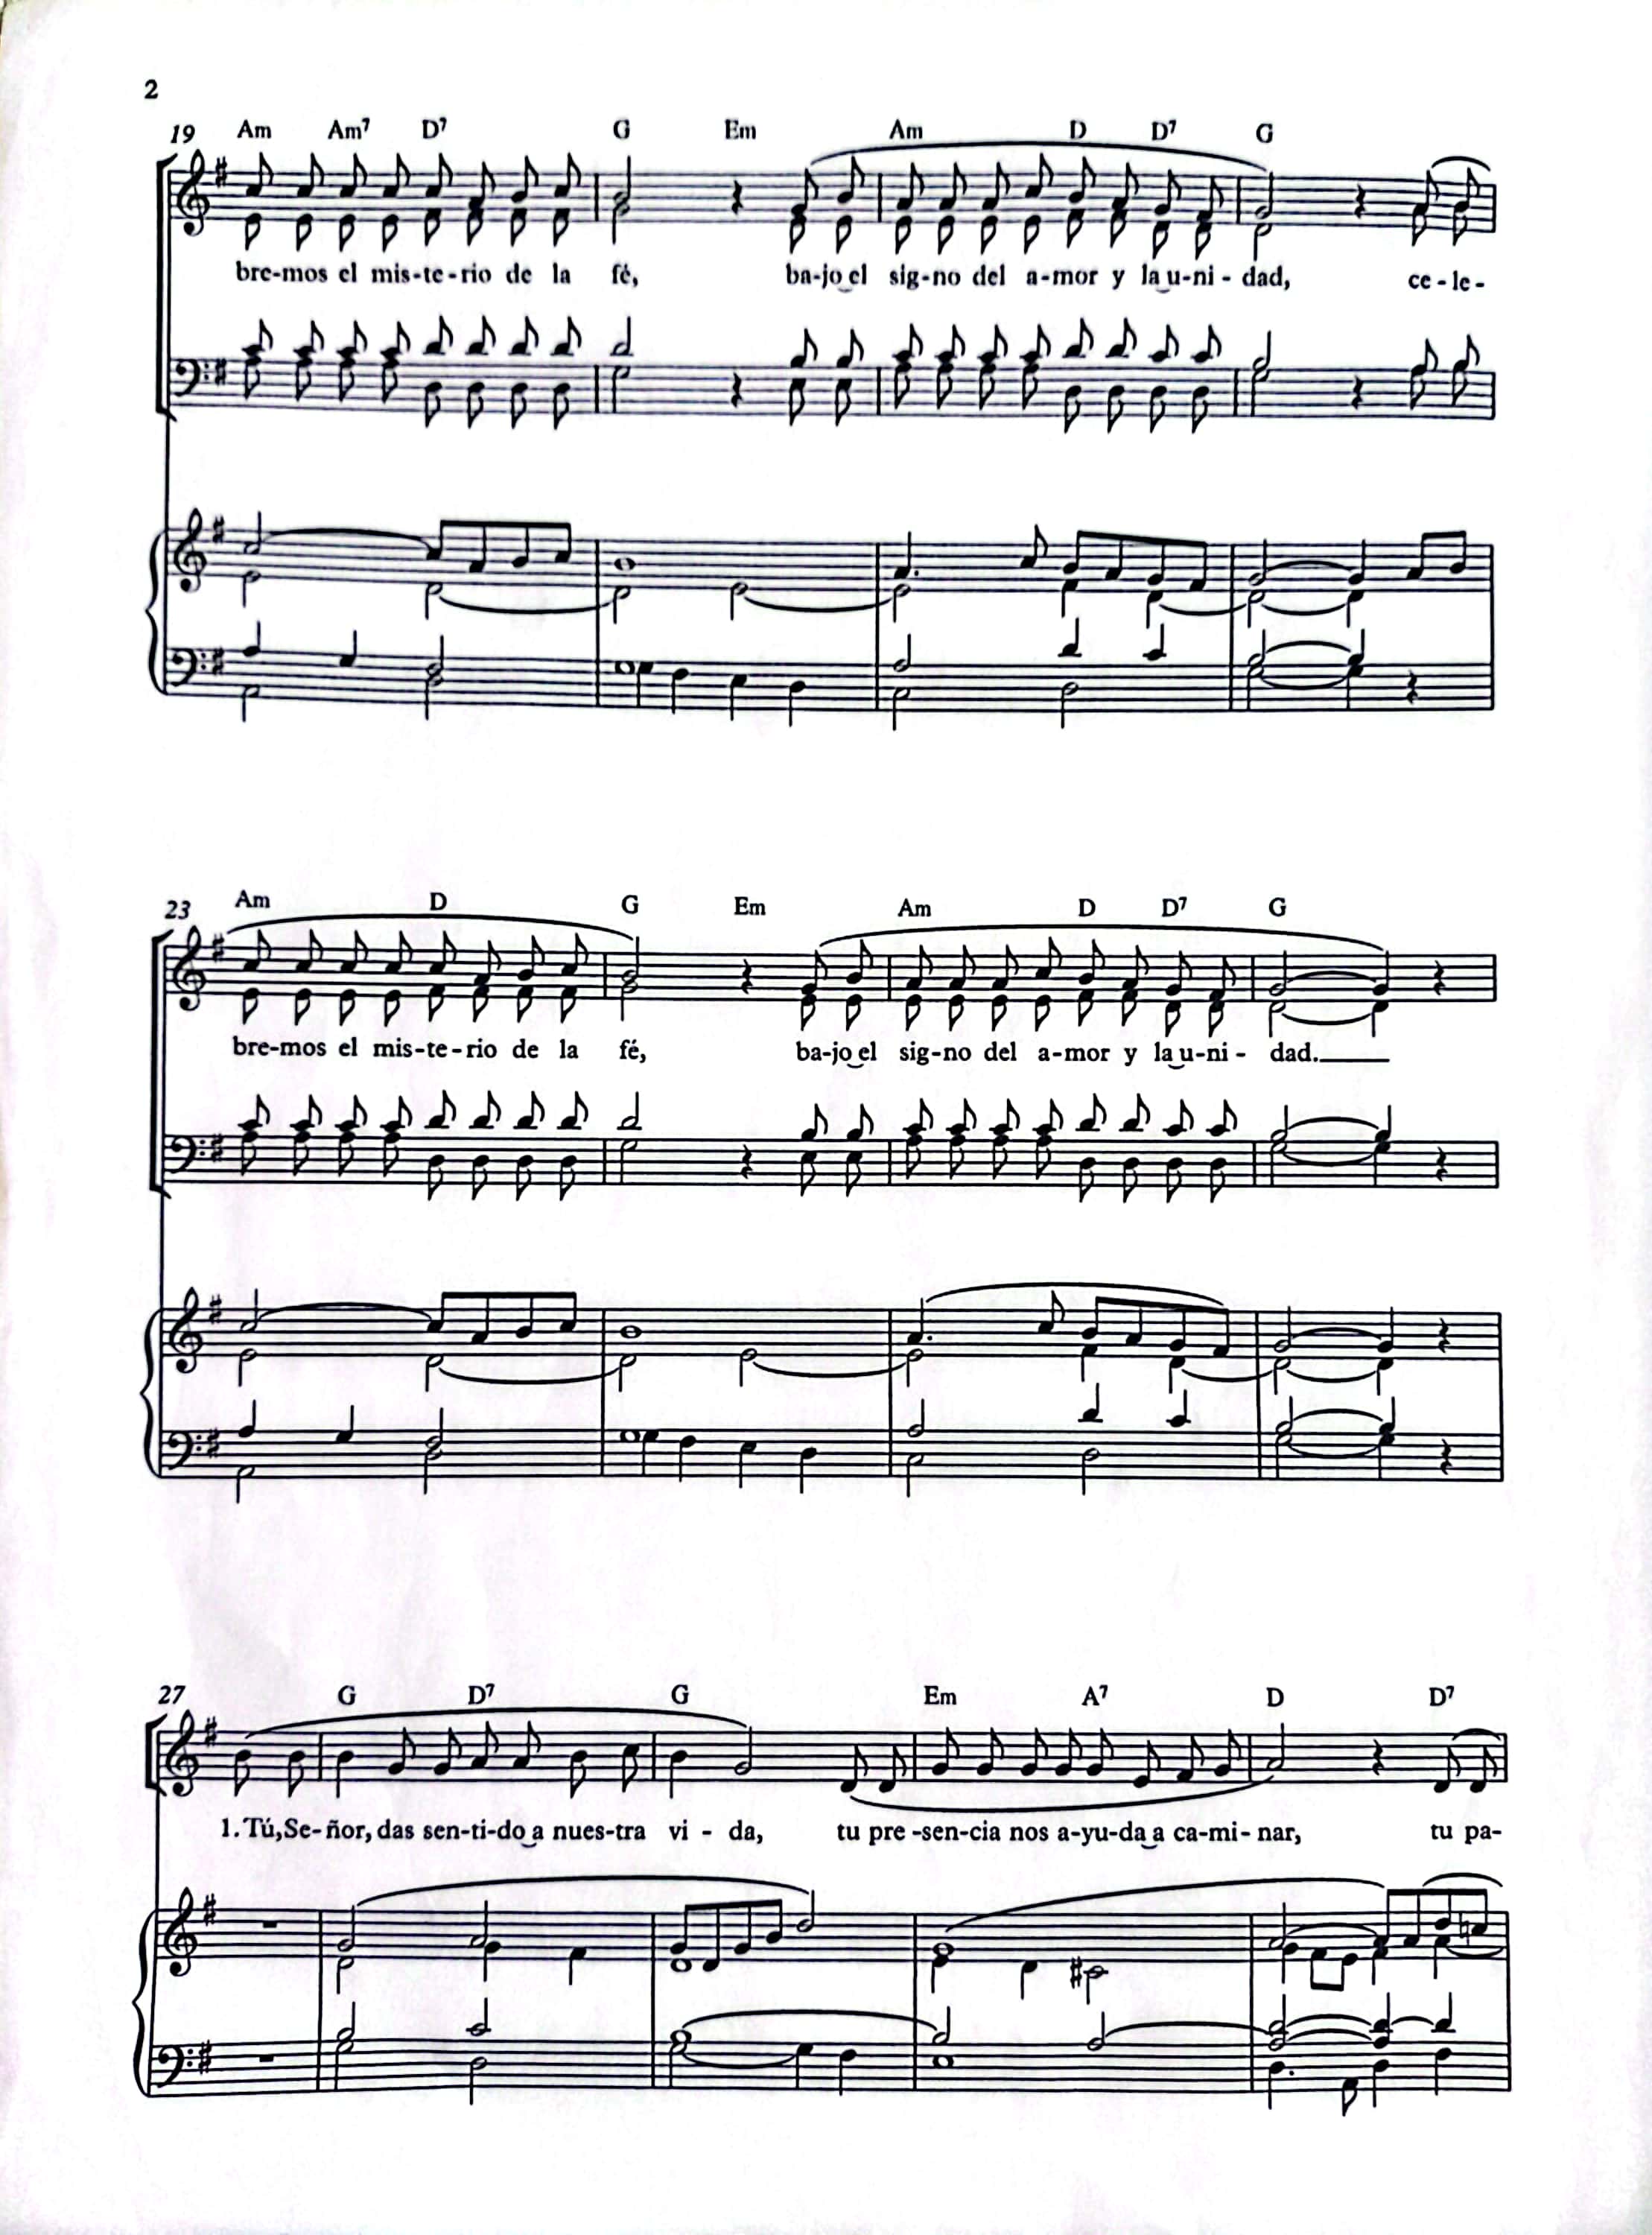 2
19 Am Am7 D7 G Em Am D D7 G
bre-mos el mis-te-rio de la fé, ba-jo el sig-no del a-mor y la u-ni-dad, ce-le-
23 Am D G Em Am D D7 G
bre-mos el mis-te-rio de la fé, ba-jo el sig-no del a-mor y la u-ni-dad.
27 G D7 G Em A7 D D7
1. Tú, Se-ñor, das sen-ti-do a nues-tra vi-da, tu pre-sen-cia nos a-yu-da a ca-mi-nar, tu pa-